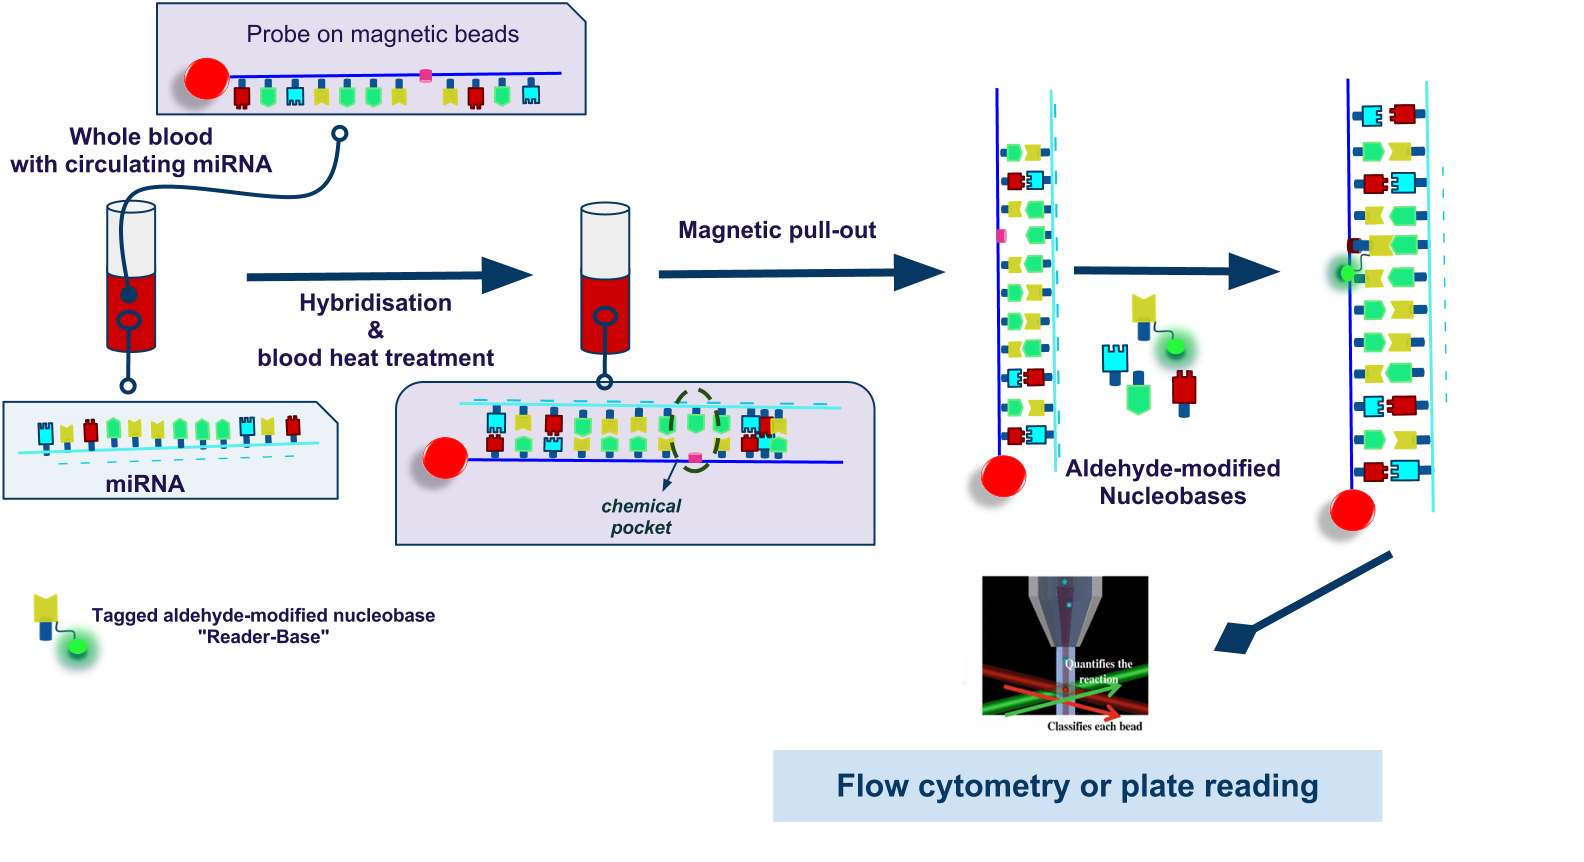 Probe on magnetic beads
Whole blood
with circulating miRNA
Hybridisation
&
blood heat treatment
Magnetic pull-out
miRNA
chemical
pocket
Aldehyde-modified
Nucleobases
Tagged aldehyde-modified nucleobase
"Reader-Base"
Quantifies the
reaction
Classifies each bead
Flow cytometry or plate reading